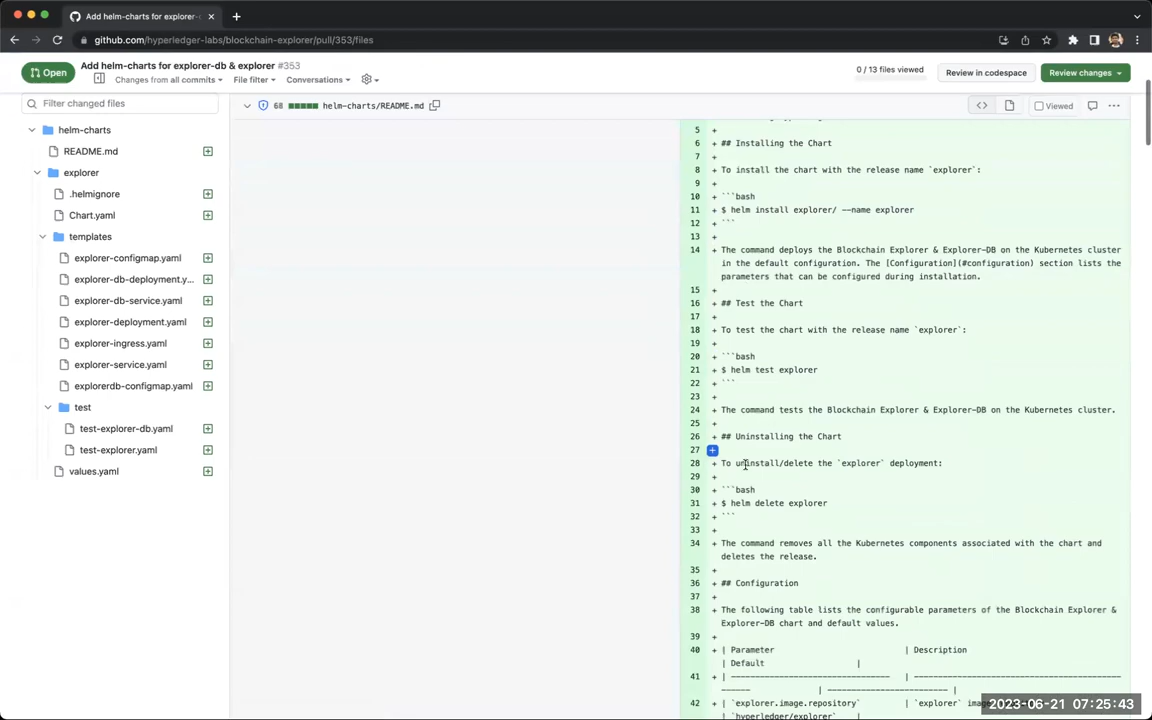 Add helm-charts for explorer-
github.com/hyperledger-labs/blockchain-explorer/pull/353/files
Open
Add helm-charts for explorer-db & explorer #353
Changes from all commits
File filter
Conversations
0 / 13 files viewed
Review in codespace
Review changes
Filter changed files
helm-charts
README.md
explorer
.helmignore
Chart.yaml
templates
explorer-configmap.yaml
explorer-db-deployment.y...
explorer-db-service.yaml
explorer-deployment.yaml
explorer-ingress.yaml
explorer-service.yaml
explorerdb-configmap.yaml
test
test-explorer-db.yaml
test-explorer.yaml
values.yaml
68 helm-charts/README.md
Viewed
5 +
6 + ## Installing the Chart
7 +
8 + To install the chart with the release name `explorer`:
9 +
10 + ```bash
11 + $ helm install explorer/ --name explorer
12 + ```
13 +
14 + The command deploys the Blockchain Explorer & Explorer-DB on the Kubernetes cluster
in the default configuration. The [Configuration](#configuration) section lists the
parameters that can be configured during installation.
15 +
16 + ## Test the Chart
17 +
18 + To test the chart with the release name `explorer`:
19 +
20 + ```bash
21 + $ helm test explorer
22 + ```
23 +
24 + The command tests the Blockchain Explorer & Explorer-DB on the Kubernetes cluster.
25 +
26 + ## Uninstalling the Chart
27 +
28 + To uninstall/delete the `explorer` deployment:
29 +
30 + ```bash
31 + $ helm delete explorer
32 + ```
33 +
34 + The command removes all the Kubernetes components associated with the chart and
deletes the release.
35 +
36 + ## Configuration
37 +
38 + The following table lists the configurable parameters of the Blockchain Explorer &
Explorer-DB chart and default values.
39 +
40 + | Parameter | Description
| Default |
41 + | -------------------------------- | ------------------------------------
------ | ------------------------ |
42 + | `explorer.image.repository` | `explorer`
| `hyperledger/explorer` |
2023-06-21 07:25:43